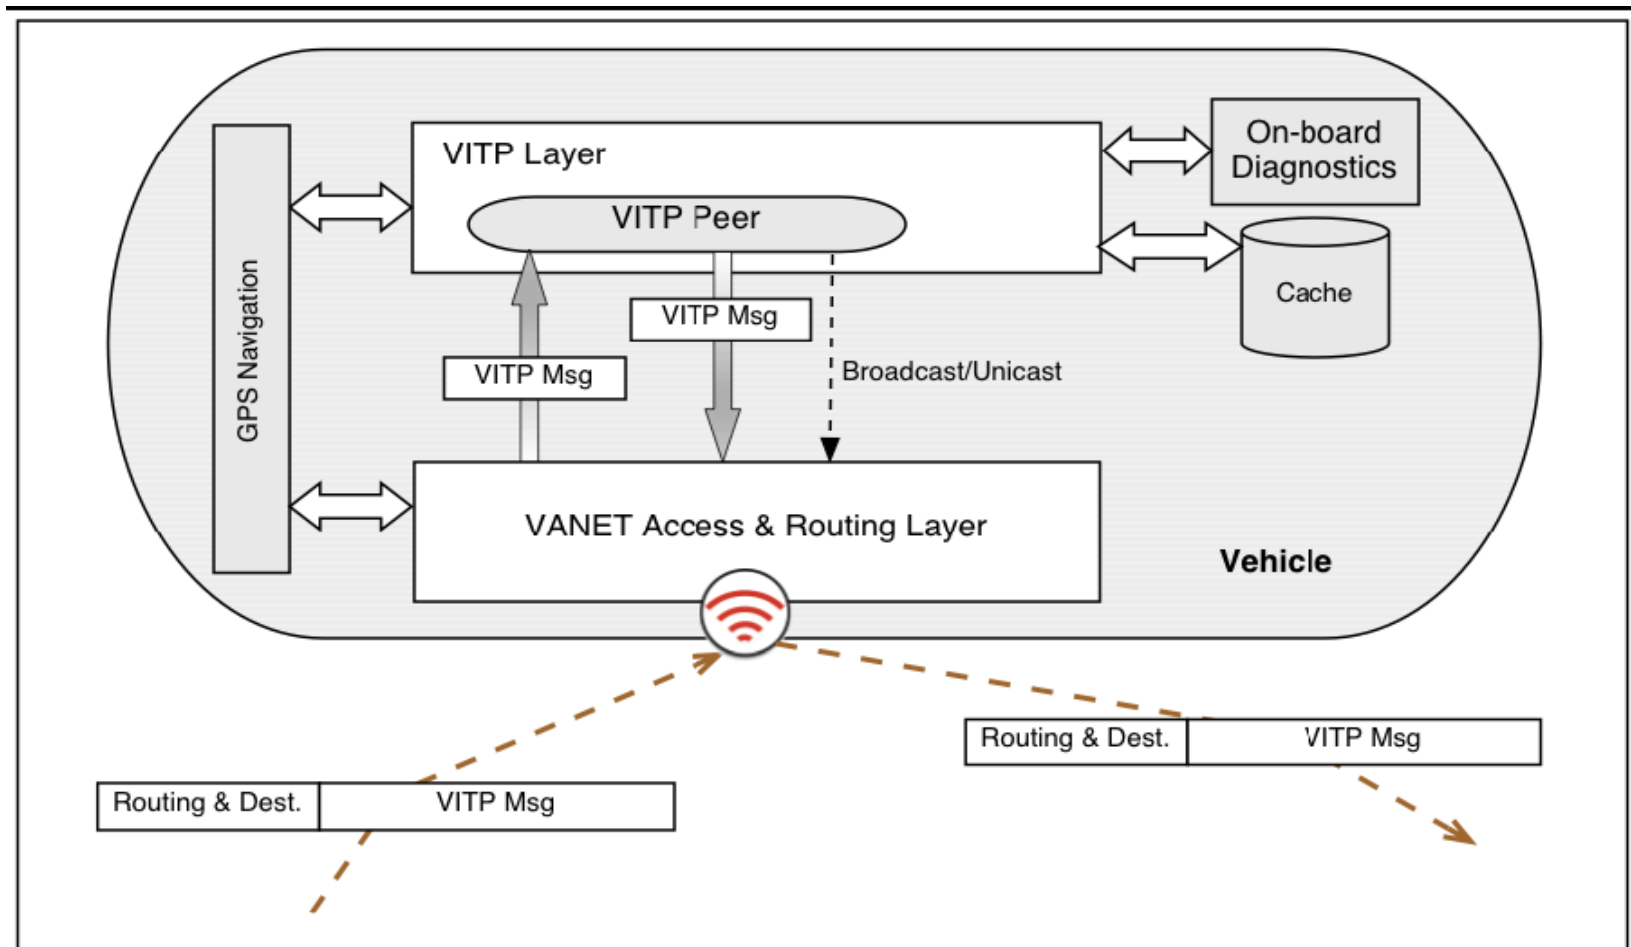 On-board
Diagnostics
VITP Layer
VITP Peer
Cache
GPS Navigation
VITP Msg
VITP Msg
Broadcast/Unicast
VANET Access & Routing Layer
Vehicle
Routing & Dest.
VITP Msg
Routing & Dest.
VITP Msg